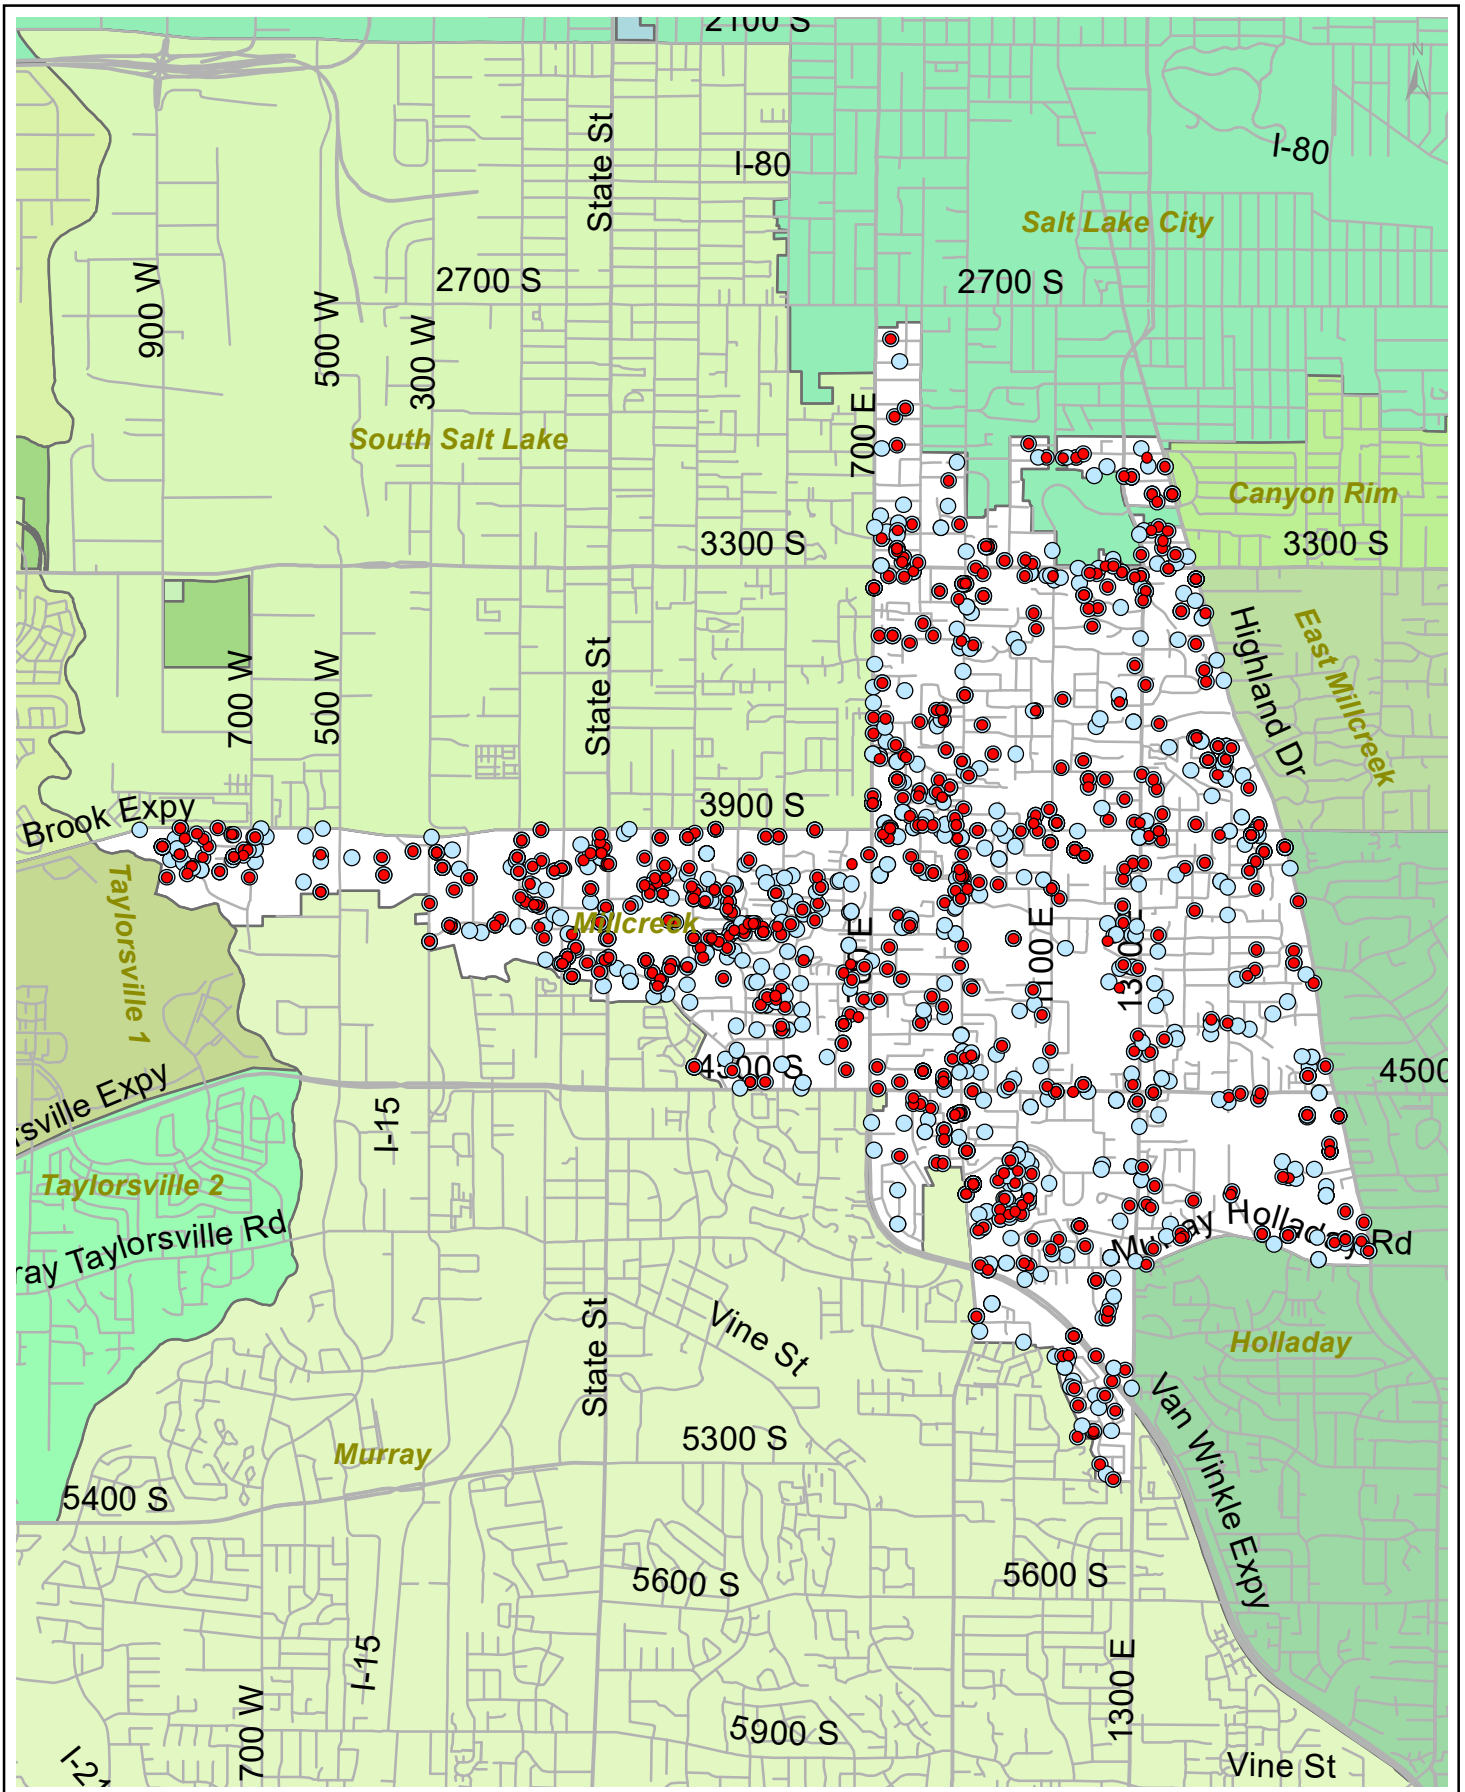 2100 S
N
I-80
I-80
State St
Salt Lake City
2700 S
2700 S
900 W
500 W
300 W
700 E
South Salt Lake
Canyon Rim
3300 S
3300 S
Highland Dr
East Millcreek
State St
700 W
500 W
3900 S
Brook Expy
Taylorsville 1
Millcreek
1100 E
4500 S
4500
rsville Expy
I-15
Taylorsville 2
ray Taylorsville Rd
Murray Holladay Rd
State St
Vine St
Holladay
Van Winkle Expy
5300 S
Murray
5400 S
5600 S
5600 S
I-15
1300 E
700 W
5900 S
Vine St